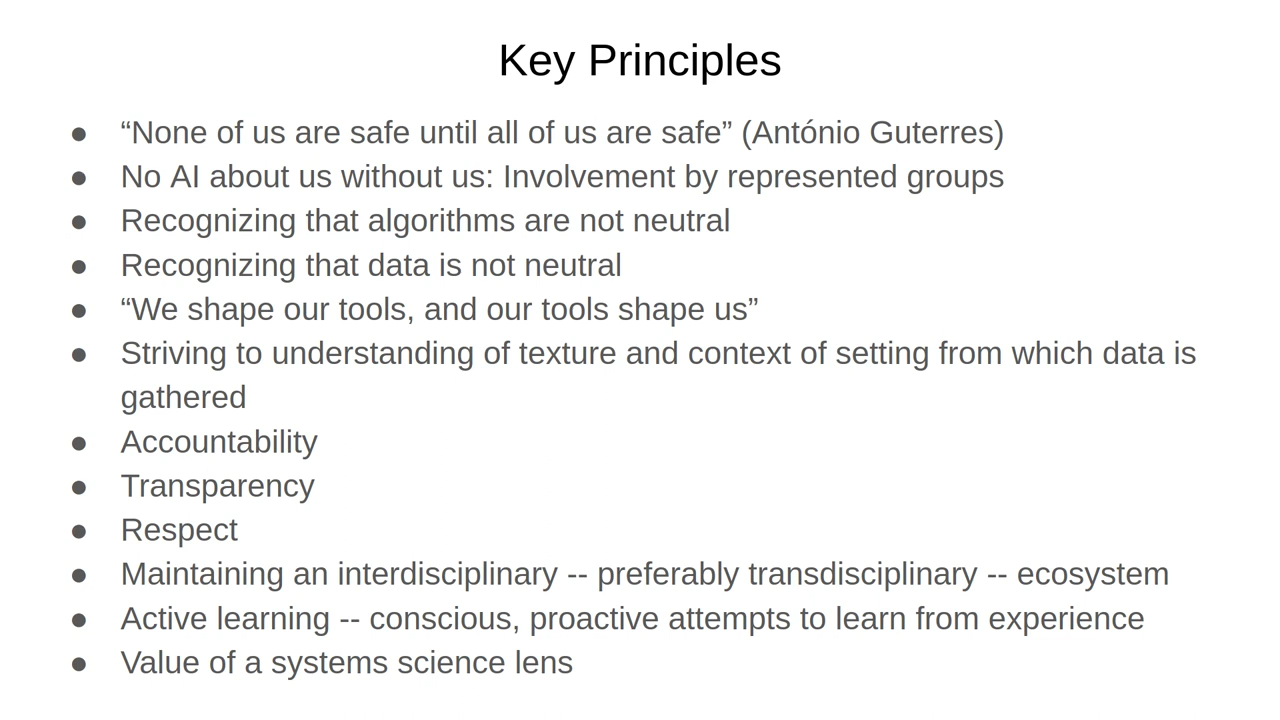 Key Principles
● “None of us are safe until all of us are safe” (António Guterres)
● No AI about us without us: Involvement by represented groups
● Recognizing that algorithms are not neutral
● Recognizing that data is not neutral
● “We shape our tools, and our tools shape us”
● Striving to understanding of texture and context of setting from which data is
gathered
● Accountability
● Transparency
● Respect
● Maintaining an interdisciplinary -- preferably transdisciplinary -- ecosystem
● Active learning -- conscious, proactive attempts to learn from experience
● Value of a systems science lens